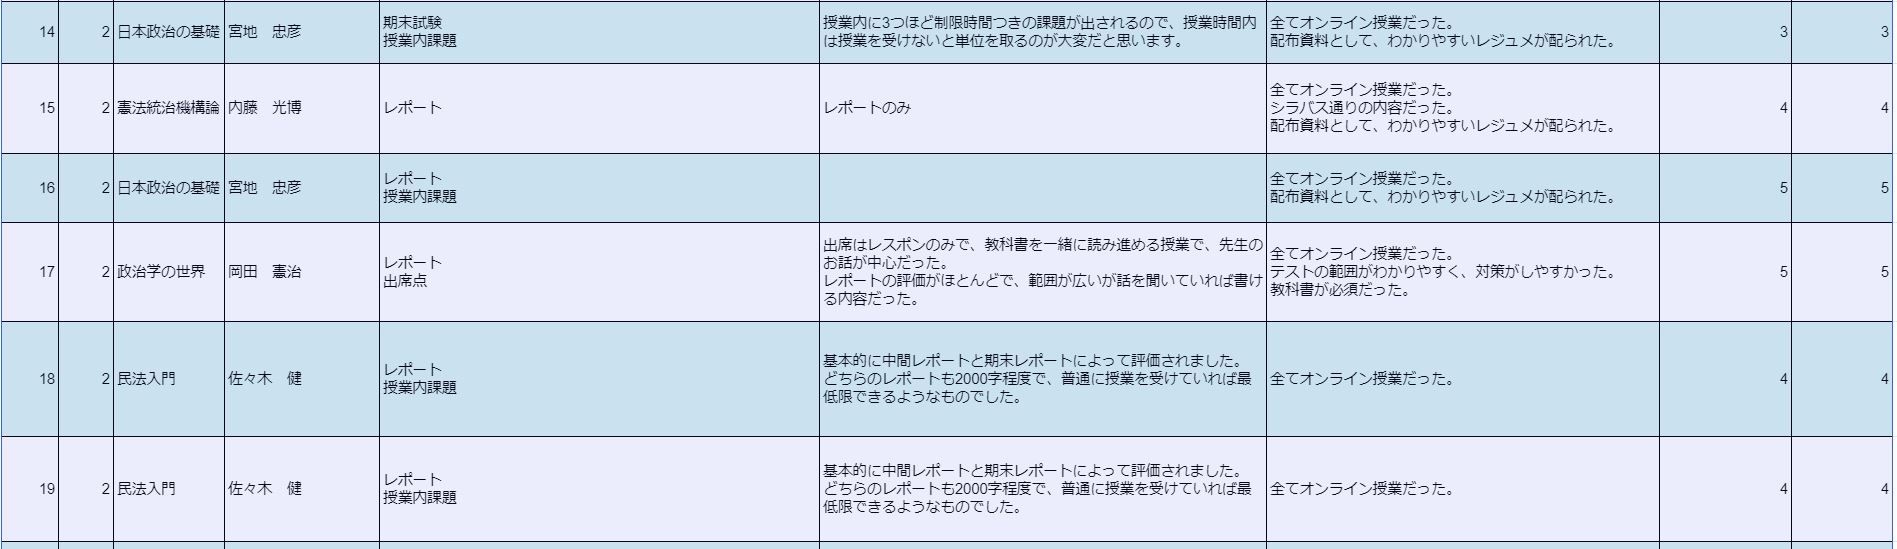 14 2 日本政治の基礎 宮地　忠彦 期末試験
授業内課題 授業内に3つほど制限時間つきの課題が出されるので、授業時間内
は授業を受けないと単位を取るのが大変だと思います。 全てオンライン授業だった。
配布資料として、わかりやすいレジュメが配られた。 3 3
15 2 憲法統治機構論 内藤　光博 レポート レポートのみ 全てオンライン授業だった。
シラバス通りの内容だった。
配布資料として、わかりやすいレジュメが配られた。 4 4
16 2 日本政治の基礎 宮地　忠彦 レポート
授業内課題 全てオンライン授業だった。
配布資料として、わかりやすいレジュメが配られた。 5 5
17 2 政治学の世界 岡田　憲治 レポート
出席点 出席はレスポンのみで、教科書を一緒に読み進める授業で、先生の
お話が中心だった。
レポートの評価がほとんどで、範囲が広いが話を聞いていれば書け
る内容だった。 全てオンライン授業だった。
テストの範囲がわかりやすく、対策がしやすかった。
教科書が必須だった。 5 5
18 2 民法入門 佐々木　健 レポート
授業内課題 基本的に中間レポートと期末レポートによって評価されました。
どちらのレポートも2000字程度で、普通に授業を受けていれば最
低限できるようなものでした。 全てオンライン授業だった。 4 4
19 2 民法入門 佐々木　健 レポート
授業内課題 基本的に中間レポートと期末レポートによって評価されました。
どちらのレポートも2000字程度で、普通に授業を受けていれば最
低限できるようなものでした。 全てオンライン授業だった。 4 4